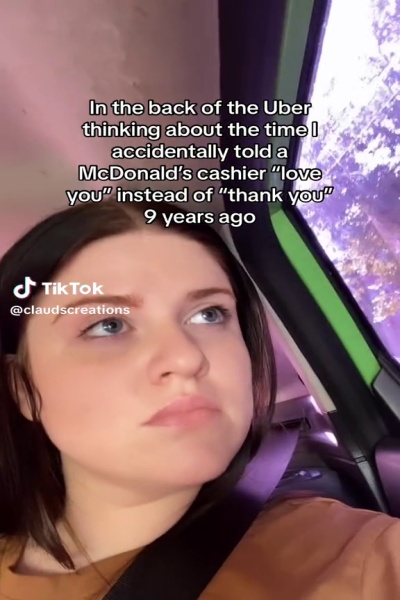 In the back of the Uber
thinking about the time I
accidentally told a
McDonald's cashier “love
you” instead of “thank you”
9 years ago
TikTok
@claudscreations